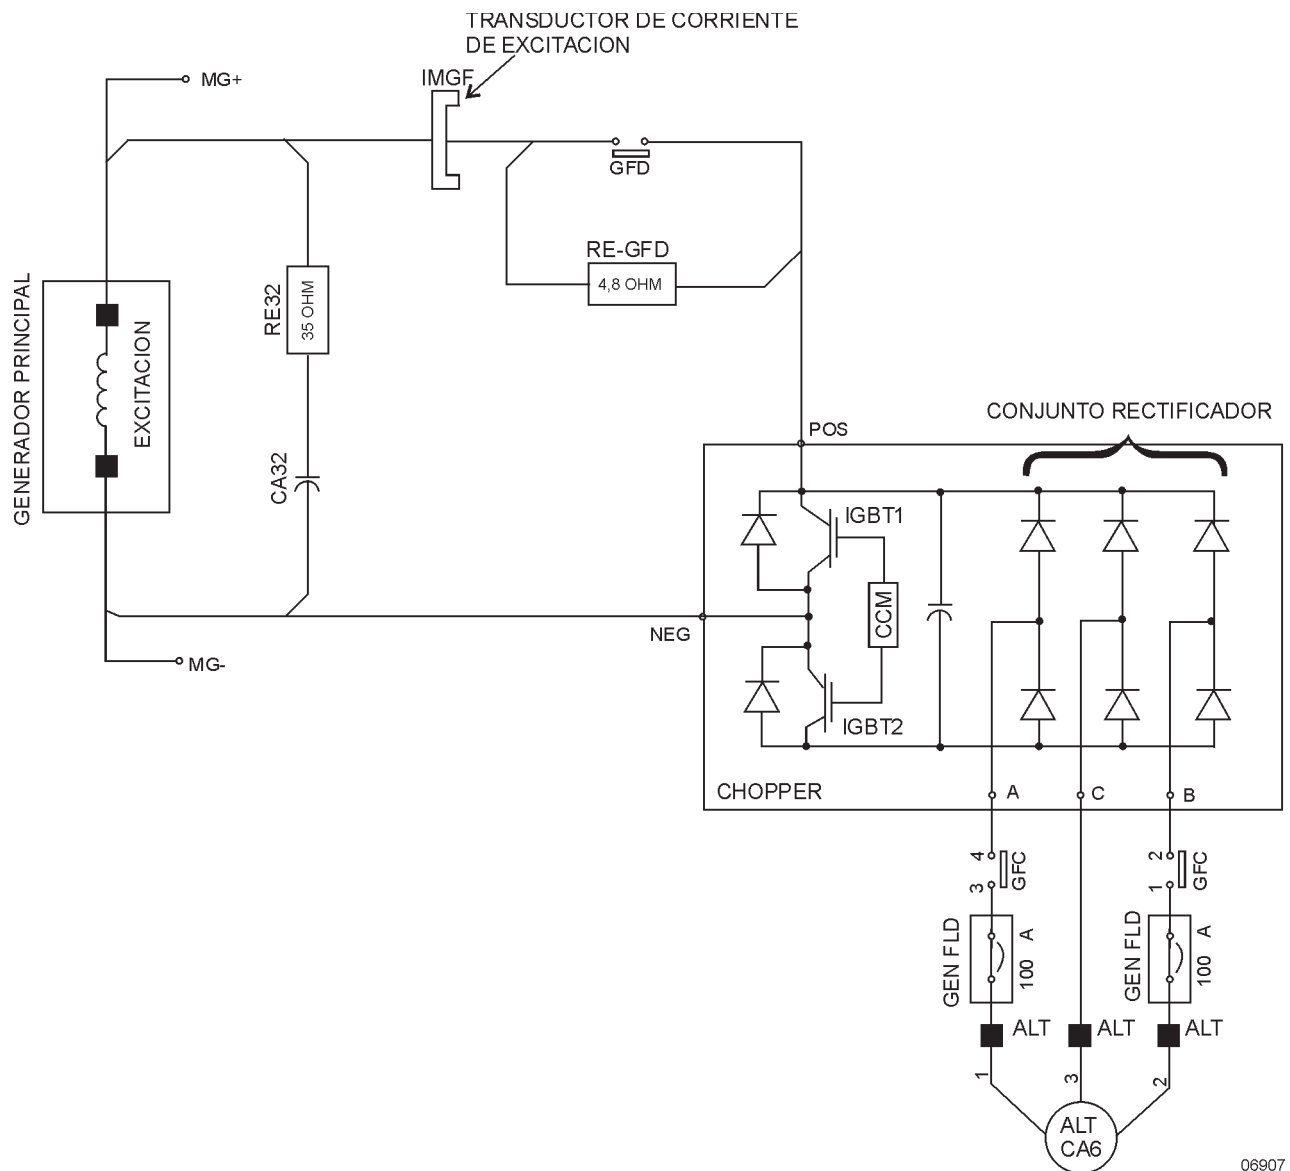 TRANSDUCTOR DE CORRIENTE
DE EXCITACION
IMGF
MG+
GFD
RE-GFD
4,8 OHM
GENERADOR PRINCIPAL
EXCITACION
RE32
35 OHM
CA32
MG-
CONJUNTO RECTIFICADOR
POS
NEG
IGBT1
CCM
IGBT2
CHOPPER
A
C
B
4
3
GFC
2
1
GFC
GEN FLD
100 A
GEN FLD
100 A
ALT
ALT
ALT
1
3
2
ALT
CA6
06907